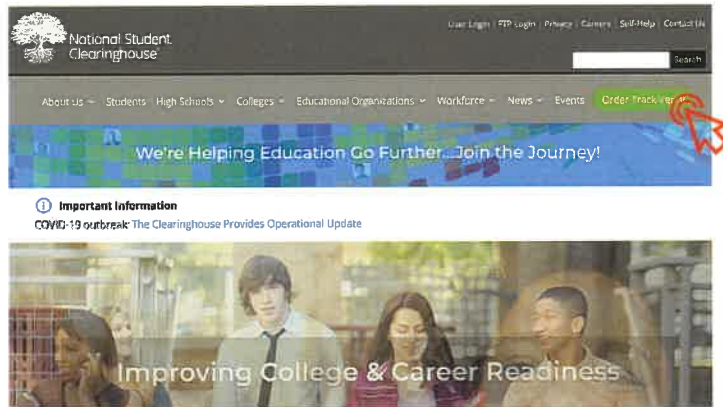 User Login | FTP Login | Privacy | Careers | Self-Help | Contact Us
National Student
Clearinghouse
Search
About Us Students High Schools Colleges Educational Organizations Workforce News Events Order Track
We're Helping Education Go Further...Join the Journey!
Important Information
COVID-19 outbreak: The Clearinghouse Provides Operational Update
Improving College & Career Readiness